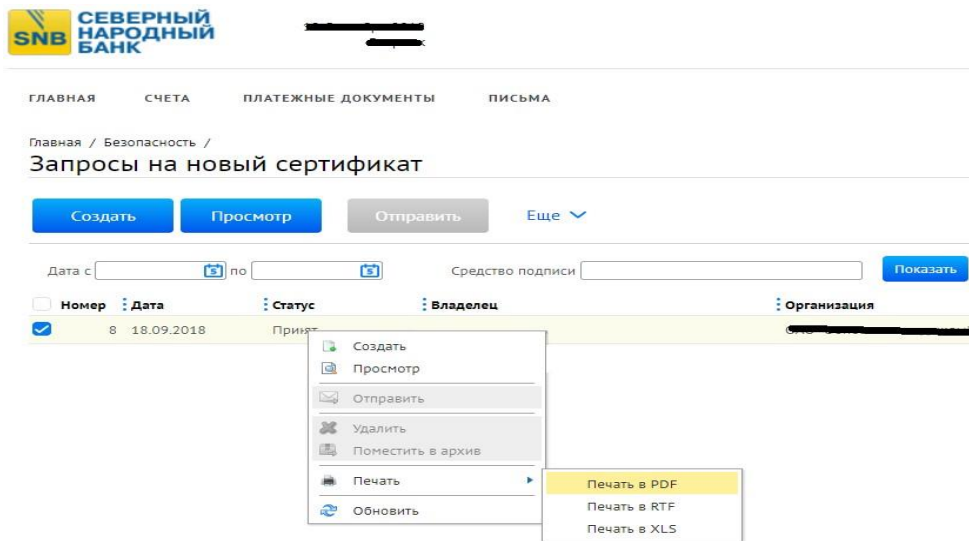 SNB СЕВЕРНЫЙ
НАРОДНЫЙ
БАНК
ГЛАВНАЯ СЧЕТА ПЛАТЕЖНЫЕ ДОКУМЕНТЫ ПИСЬМА
Главная / Безопасность /
Запросы на новый сертификат
Создать Просмотр Отправить Еще
Дата с по Средство подписи Показать
Номер Дата Статус Владелец Организация
8 18.09.2018 Принят
Создать
Просмотр
Отправить
Удалить
Поместить в архив
Печать
Обновить
Печать в PDF
Печать в RTF
Печать в XLS